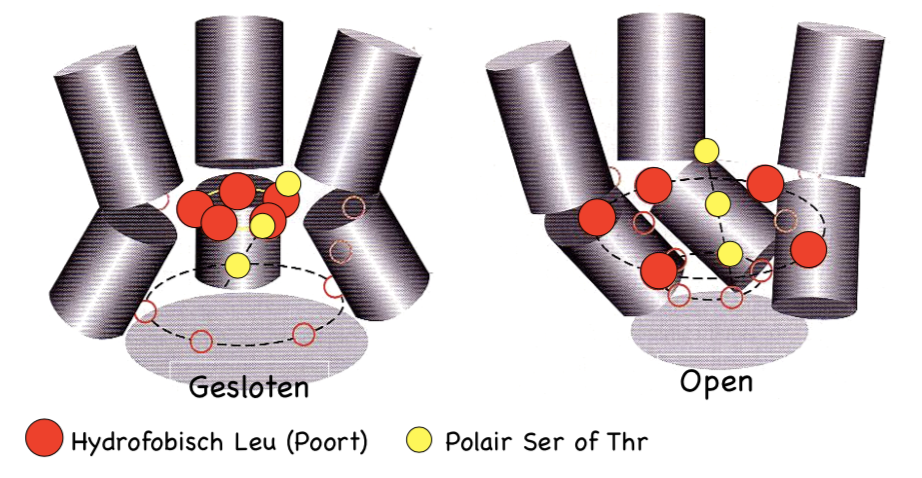 Gesloten
Open
Hydrofobisch Leu (Poort)
Polair Ser of Thr